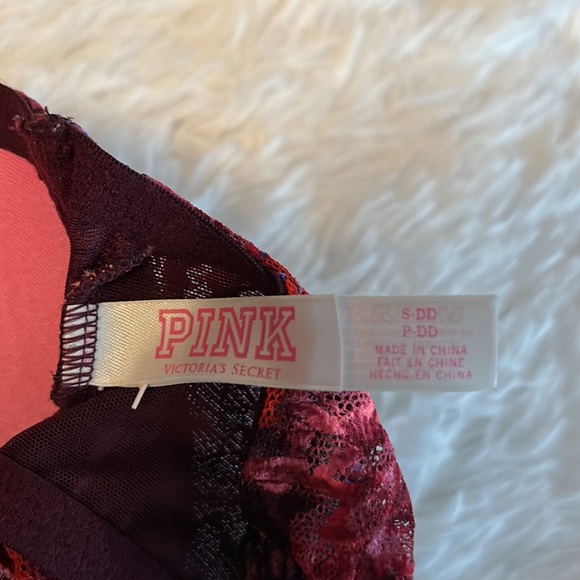 PINK
VICTORIA'S SECRET
S-DD
P-DD
MADE IN CHINA
FAIT EN CHINE
HECHO EN CHINA